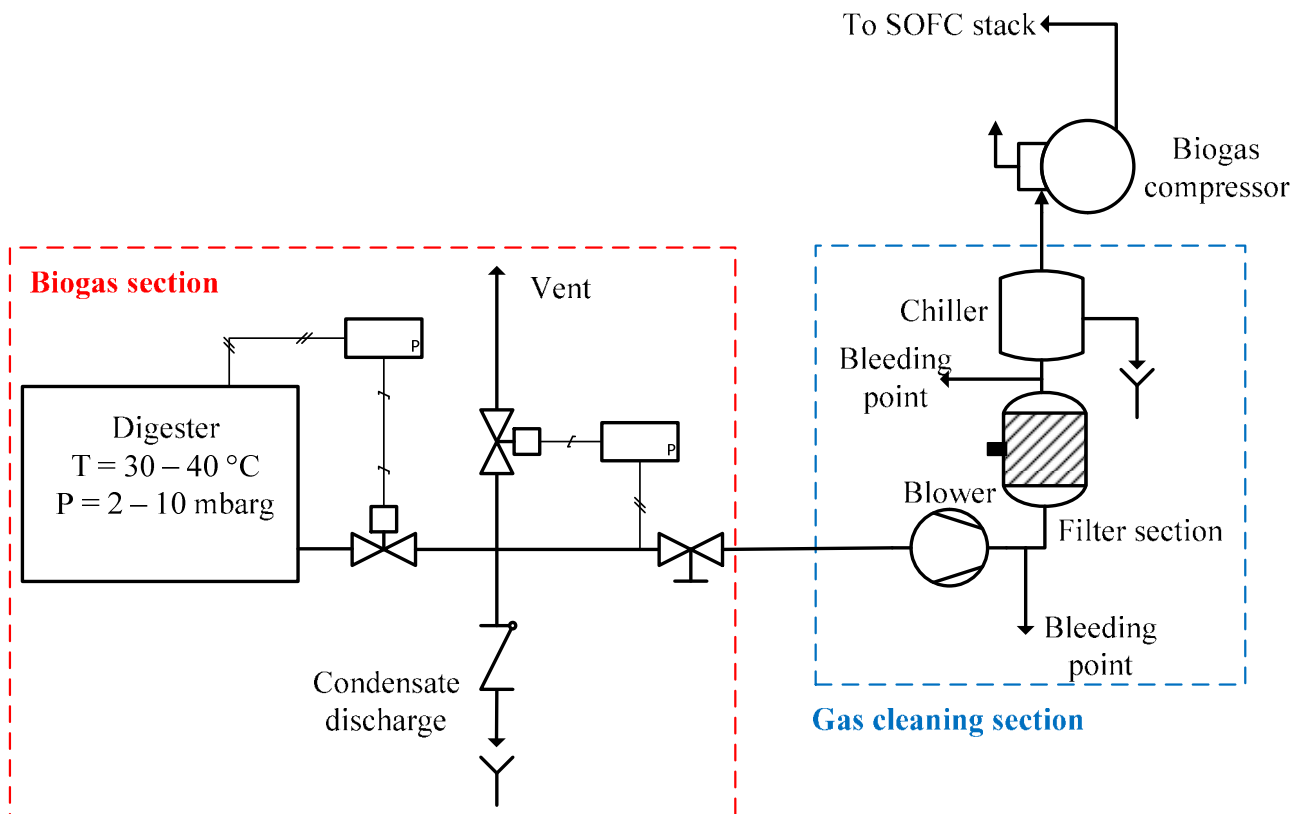 To SOFC stack
Biogas
compressor
Biogas section
Vent
P
Digester
T = 30 – 40 °C
P = 2 – 10 mbarg
P
Condensate
discharge
Chiller
Bleeding
point
Blower
Filter section
Bleeding
point
Gas cleaning section